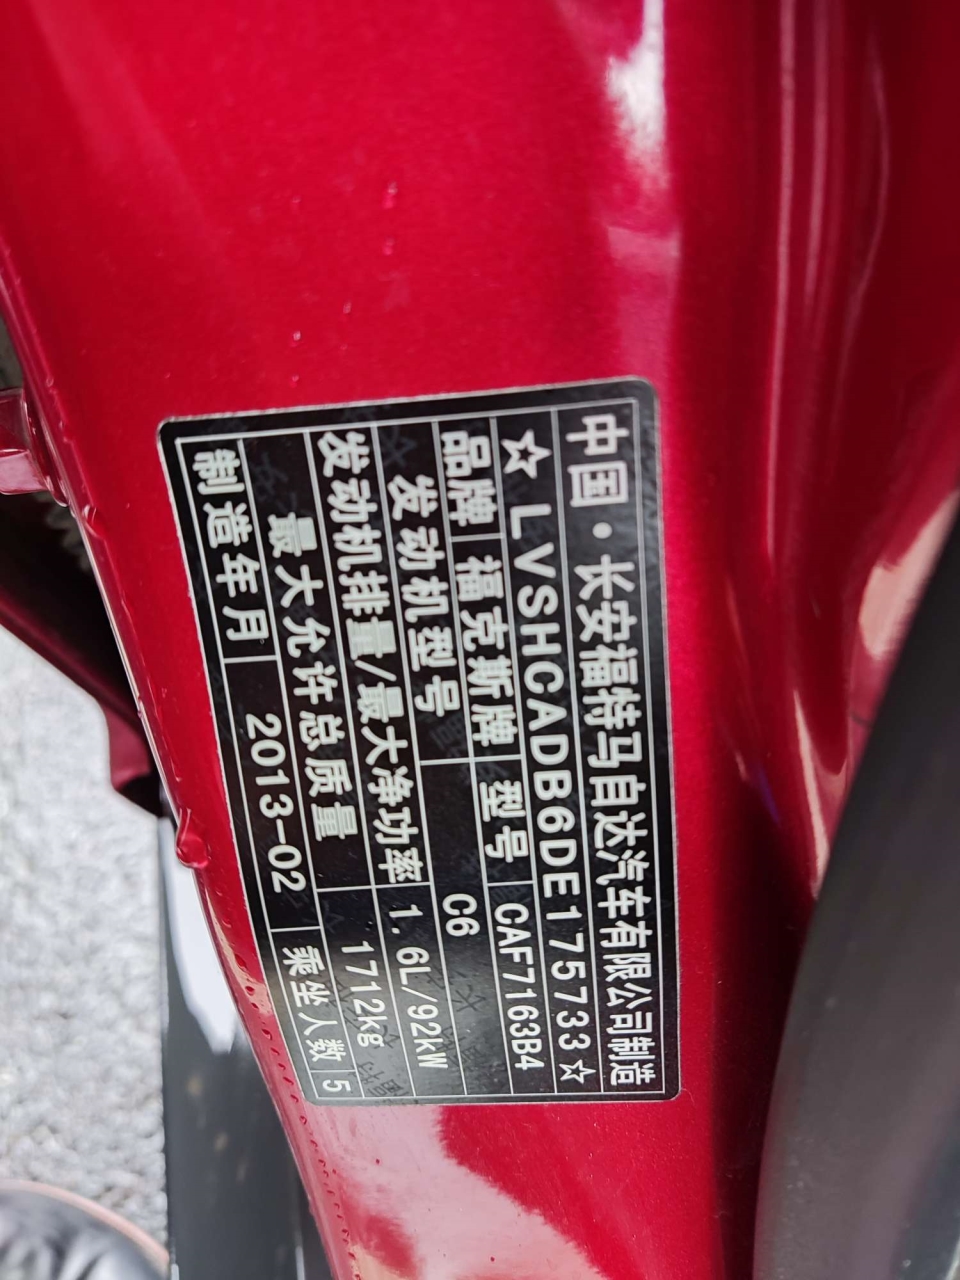 中国·长安福特马自达汽车有限公司制造
☆LVSHCADB6DE175733☆
品牌 福克斯牌 型号 CAF7163B4
发动机型号 C6
发动机排量/最大净功率 1.6L/92kW
最大允许总质量 1712kg
制造年月 2013-02 乘坐人数 5